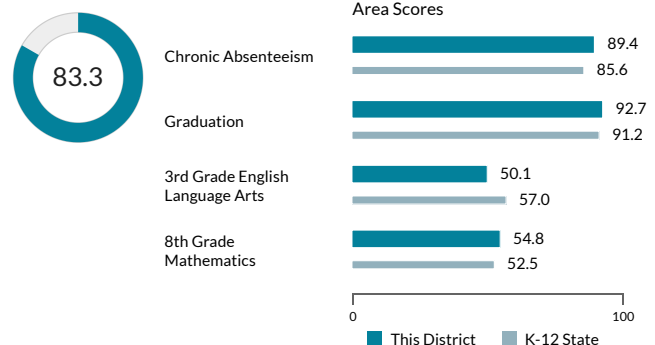 Area Scores
83.3
Chronic Absenteeism
89.4
85.6
Graduation
92.7
91.2
3rd Grade English
Language Arts
50.1
57.0
8th Grade
Mathematics
54.8
52.5
0
100
This District
K-12 State